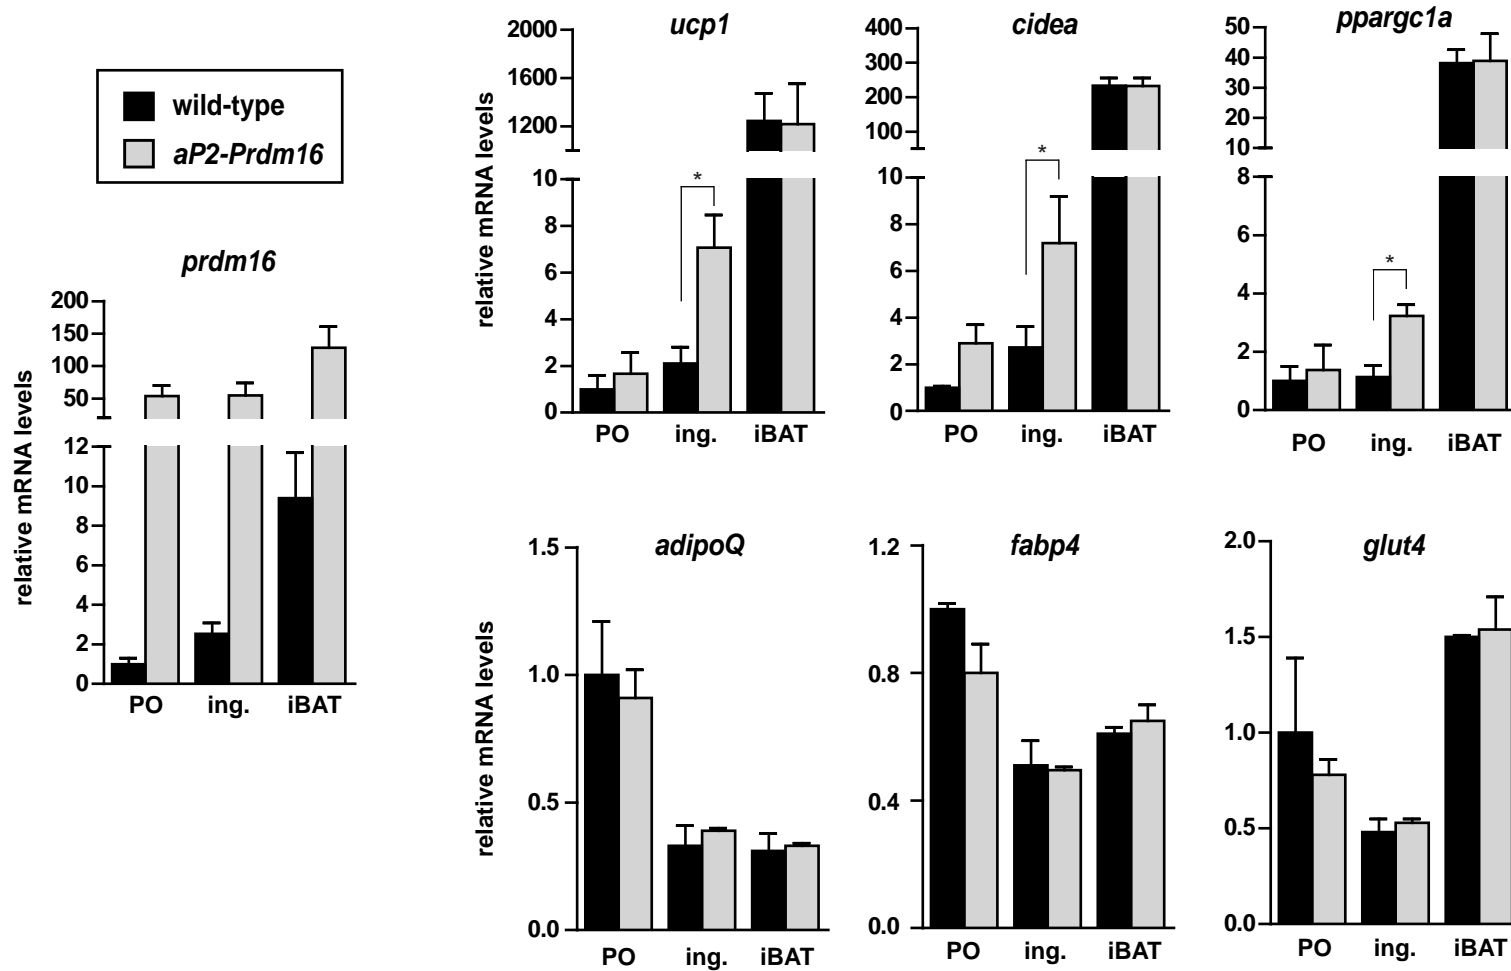 wild-type
aP2-Prdm16
prdm16
relative mRNA levels
200
150
100
50
12
10
8
6
4
2
0
PO ing. iBAT
ucp1
relative mRNA levels
2000
1600
1200
10
8
6
4
2
0
*
PO ing. iBAT
cidea
400
300
200
100
10
8
6
4
2
0
*
PO ing. iBAT
ppargc1a
50
40
30
20
10
8
6
4
2
0
*
PO ing. iBAT
adipoQ
relative mRNA levels
1.5
1.0
0.5
0.0
PO ing. iBAT
fabp4
1.2
0.8
0.4
0.0
PO ing. iBAT
glut4
2.0
1.5
1.0
0.5
0.0
PO ing. iBAT